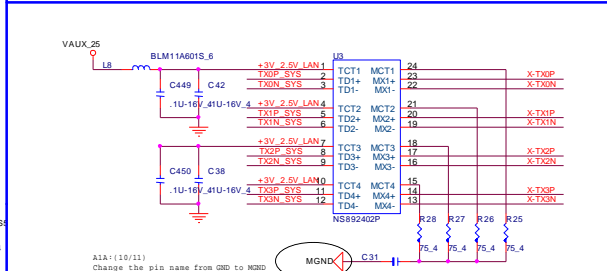 VAUX_25
L8
BLM11A601S_6
U3
+3V_2.5V_LAN 1 TCT1 MCT1 24
TX0P_SYS 2 TD1+ MX1+ 23 X-TX0P
TX0N_SYS 3 TD1- MX1- 22 X-TX0N
C449 C42
.1U-16V_4 .1U-16V_4
+3V_2.5V_LAN 4 TCT2 MCT2 21
TX1P_SYS 5 TD2+ MX2+ 20 X-TX1P
TX1N_SYS 6 TD2- MX2- 19 X-TX1N
+3V_2.5V_LAN 7 TCT3 MCT3 18
TX2P_SYS 8 TD3+ MX3+ 17 X-TX2P
TX2N_SYS 9 TD3- MX3- 16 X-TX2N
C450 C38
.1U-16V_4 .1U-16V_4
+3V_2.5V_LAN 10 TCT4 MCT4 15
TX3P_SYS 11 TD4+ MX4+ 14 X-TX3P
TX3N_SYS 12 TD4- MX4- 13 X-TX3N
NS892402P
R28 R27 R26 R25
75_4 75_4 75_4 75_4
MGND C31
A1A:(10/11)
Change the pin name from GND to MGND